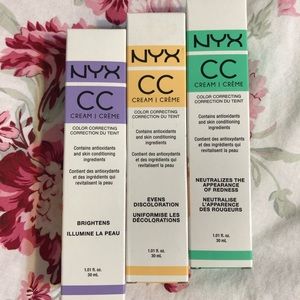 NYX
CC
CREAM | CRÈME
COLOR CORRECTING
CORRECTION DU TEINT
Contains antioxidants
and skin conditioning
ingredients
Contient des antioxydants
et des ingrédients qui
revitalisent la peau
BRIGHTENS
ILLUMINE LA PEAU
1.01 fl. oz.
30 mL
NYX
CC
CREAM | CRÈME
COLOR CORRECTING
CORRECTION DU TEINT
Contains antioxidants
and skin conditioning
ingredients
Contient des antioxydants
et des ingrédients qui
revitalisent la peau
EVENS
DISCOLORATION
UNIFORMISE LES
DÉCOLORATIONS
1.01 fl. oz.
30 mL
NYX
CC
CREAM | CRÈME
COLOR CORRECTING
CORRECTION DU TEINT
Contains antioxidants
and skin conditioning
ingredients
Contient des antioxydants
et des ingrédients qui
revitalisent la peau
NEUTRALIZES THE
APPEARANCE
OF REDNESS
NEUTRALISE
L'APPARENCE
DES ROUGEURS
1.01 fl. oz.
30 mL